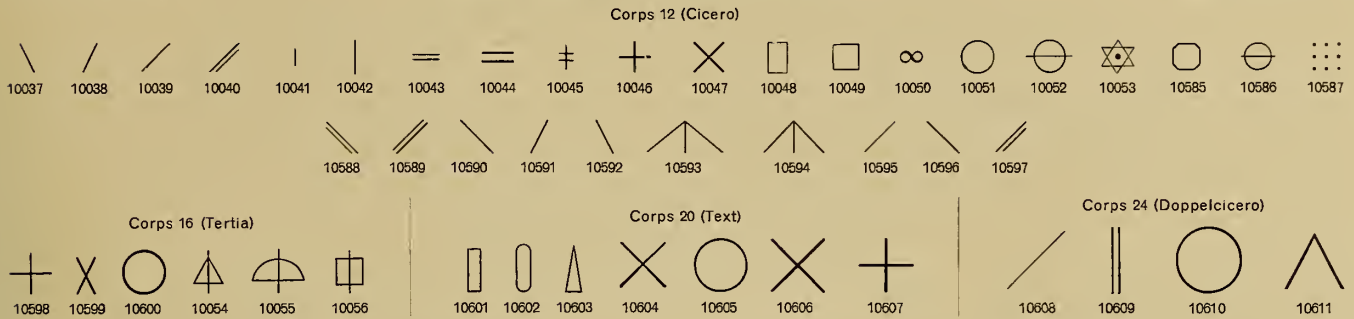 Corps 12 (Cicero)
10037 10038 10039 10040 10041 10042 10043 10044 10045 10046 10047 10048 10049 10050 10051 10052 10053 10585 10586 10587
10588 10589 10590 10591 10592 10593 10594 10595 10596 10597
Corps 16 (Tertia)
10598 10599 10600 10054 10055 10056
Corps 20 (Text)
10601 10602 10603 10604 10605 10606 10607
Corps 24 (Doppelcicero)
10608 10609 10610 10611